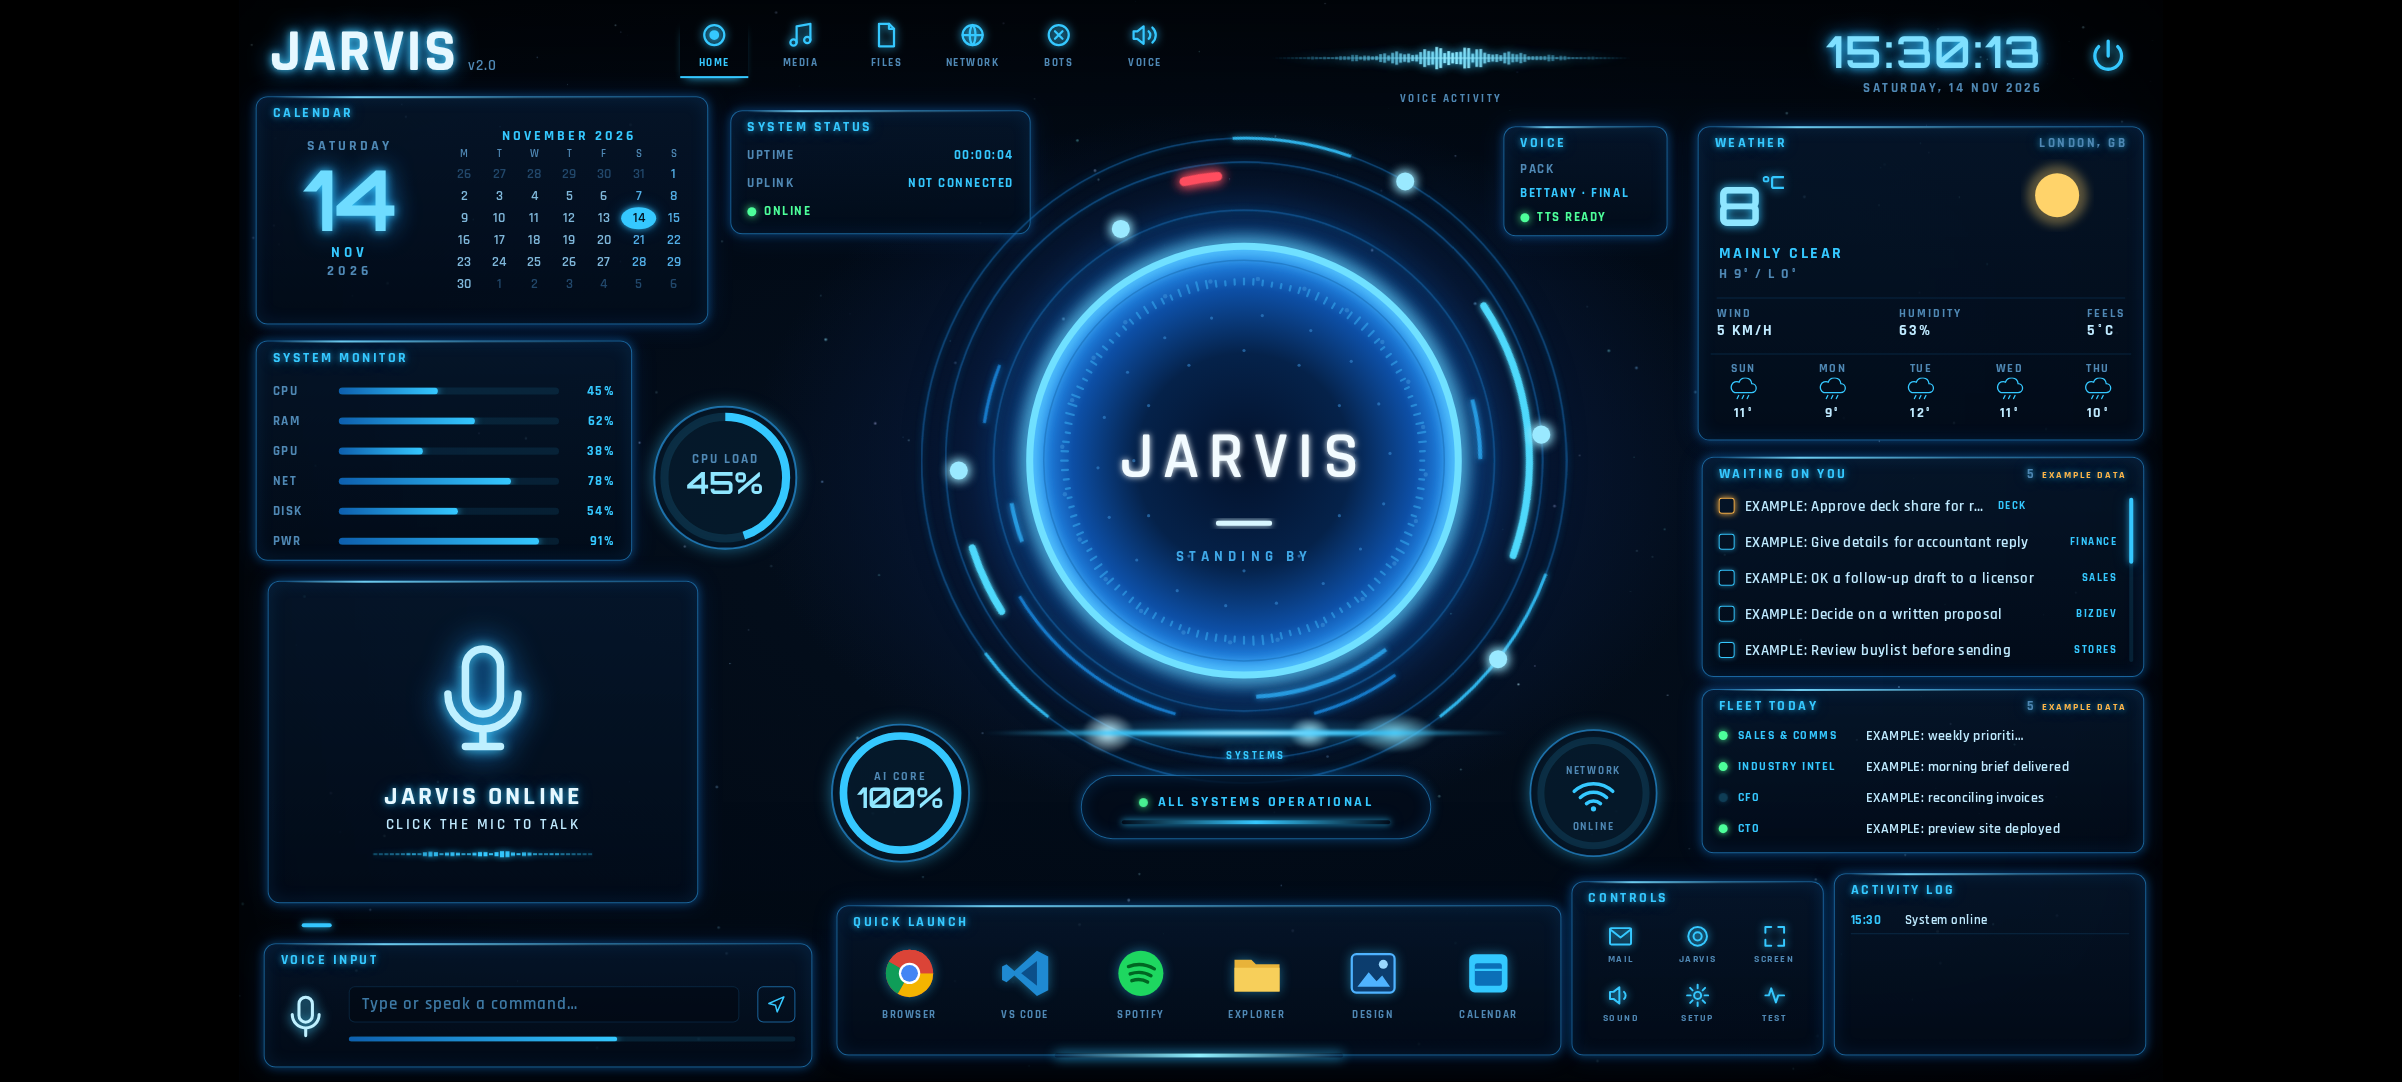 JARVIS v2.0
HOME
MEDIA
FILES
NETWORK
BOTS
VOICE
VOICE ACTIVITY
15:30:13
SATURDAY, 14 NOV 2026
CALENDAR
SATURDAY
14
NOV
2026
NOVEMBER 2026
M T W T F S S
26 27 28 29 30 31 1
2 3 4 5 6 7 8
9 10 11 12 13 14 15
16 17 18 19 20 21 22
23 24 25 26 27 28 29
30 1 2 3 4 5 6
SYSTEM STATUS
UPTIME 00:00:04
UPLINK NOT CONNECTED
ONLINE
VOICE
PACK
BETTANY · FINAL
TTS READY
WEATHER LONDON, GB
8°C
MAINLY CLEAR
H 9° / L 0°
WIND HUMIDITY FEELS
5 KM/H 63% 5°C
SUN MON TUE WED THU
11° 9° 12° 11° 10°
SYSTEM MONITOR
CPU 45%
RAM 62%
GPU 38%
NET 78%
DISK 54%
PWR 91%
CPU LOAD
45%
JARVIS
STANDING BY
WAITING ON YOU 5 EXAMPLE DATA
EXAMPLE: Approve deck share for r... DECK
EXAMPLE: Give details for accountant reply FINANCE
EXAMPLE: OK a follow-up draft to a licensor SALES
EXAMPLE: Decide on a written proposal BIZDEV
EXAMPLE: Review buylist before sending STORES
FLEET TODAY 5 EXAMPLE DATA
SALES & COMMS EXAMPLE: weekly prioriti...
INDUSTRY INTEL EXAMPLE: morning brief delivered
CFO EXAMPLE: reconciling invoices
CTO EXAMPLE: preview site deployed
JARVIS ONLINE
CLICK THE MIC TO TALK
AI CORE
100%
SYSTEMS
ALL SYSTEMS OPERATIONAL
NETWORK
ONLINE
VOICE INPUT
Type or speak a command...
QUICK LAUNCH
BROWSER
VS CODE
SPOTIFY
EXPLORER
DESIGN
CALENDAR
CONTROLS
MAIL JARVIS SCREEN
SOUND SETUP TEST
ACTIVITY LOG
15:30 System online